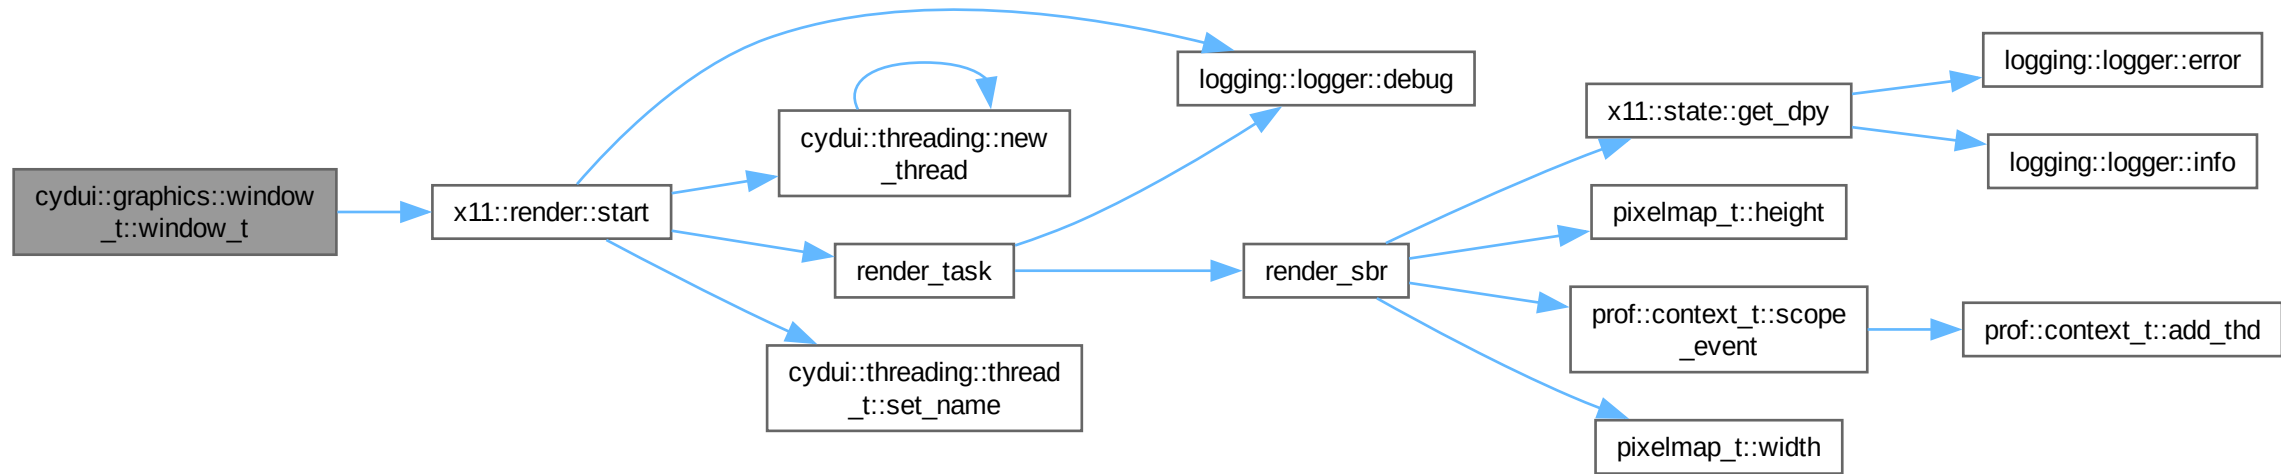 cydui::graphics::window
_t::window_t
x11::render::start
logging::logger::debug
cydui::threading::new
_thread
render_task
cydui::threading::thread
_t::set_name
render_sbr
x11::state::get_dpy
pixelmap_t::height
prof::context_t::scope
_event
pixelmap_t::width
logging::logger::error
logging::logger::info
prof::context_t::add_thd